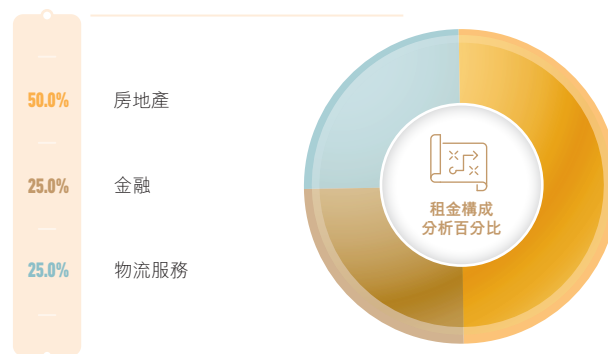 50.0% 房地產
25.0% 金融
25.0% 物流服務
租金構成
分析百分比